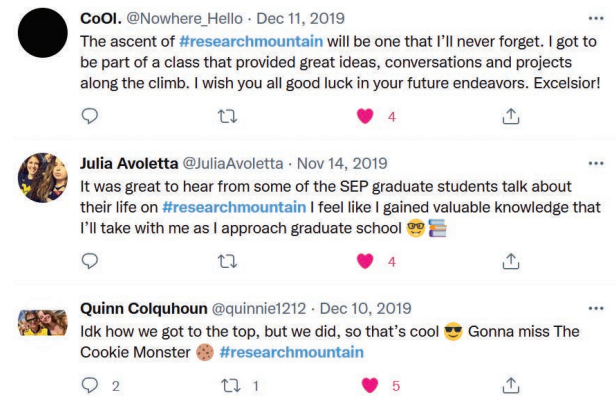 CoOl. @Nowhere_Hello · Dec 11, 2019
The ascent of #researchmountain will be one that I’ll never forget. I got to
be part of a class that provided great ideas, conversations and projects
along the climb. I wish you all good luck in your future endeavors. Excelsior!
4
Julia Avoletta @JuliaAvoletta · Nov 14, 2019
It was great to hear from some of the SEP graduate students talk about
their life on #researchmountain I feel like I gained valuable knowledge that
I’ll take with me as I approach graduate school 🤓📚
4
Quinn Colquhoun @quinnie1212 · Dec 10, 2019
Idk how we got to the top, but we did, so that’s cool 😎 Gonna miss The
Cookie Monster 🍪 #researchmountain
2 1 5